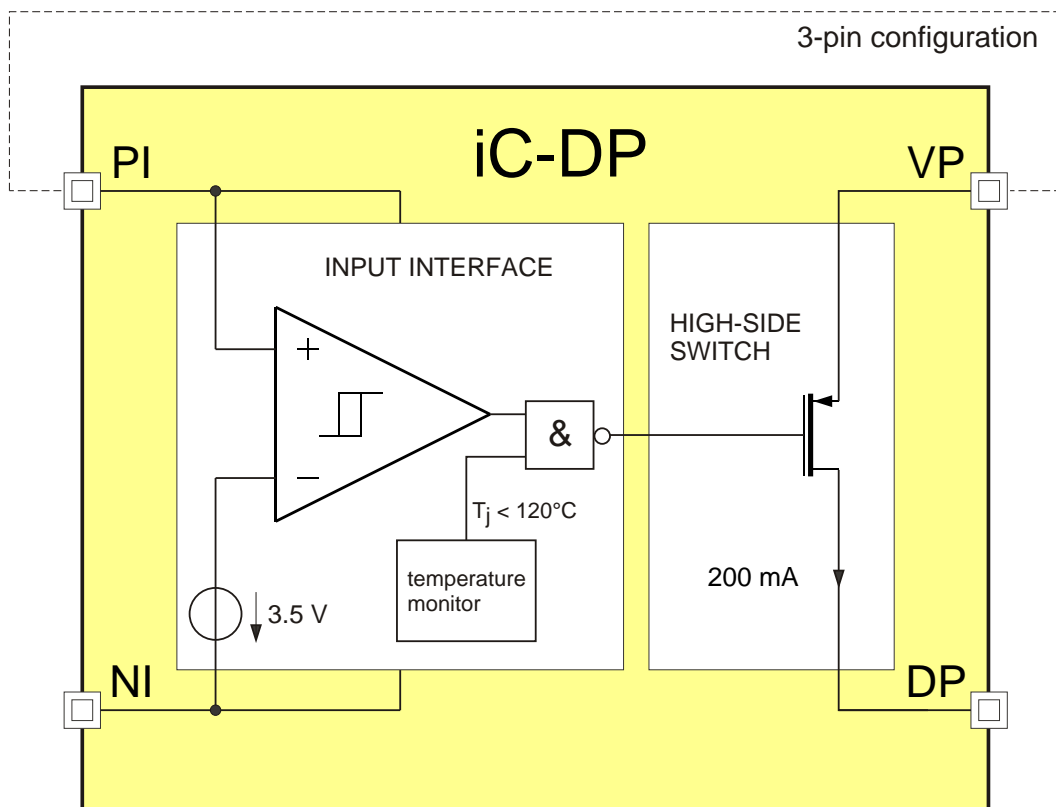 3-pin configuration
iC-DP
PI
VP
INPUT INTERFACE
HIGH-SIDE
SWITCH
+
&
−
Tj < 120°C
temperature
monitor
200 mA
3.5 V
NI
DP